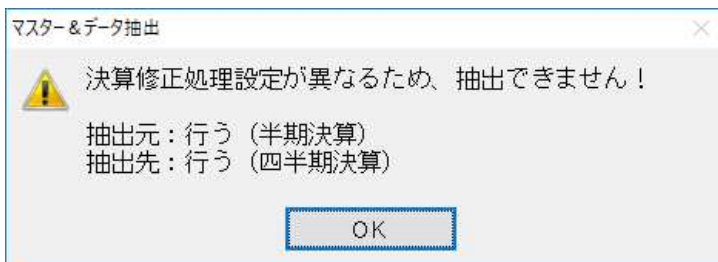 マスター&データ抽出
決算修正処理設定が異なるため、抽出できません!
抽出元:行う(半期決算)
抽出先:行う(四半期決算)
OK